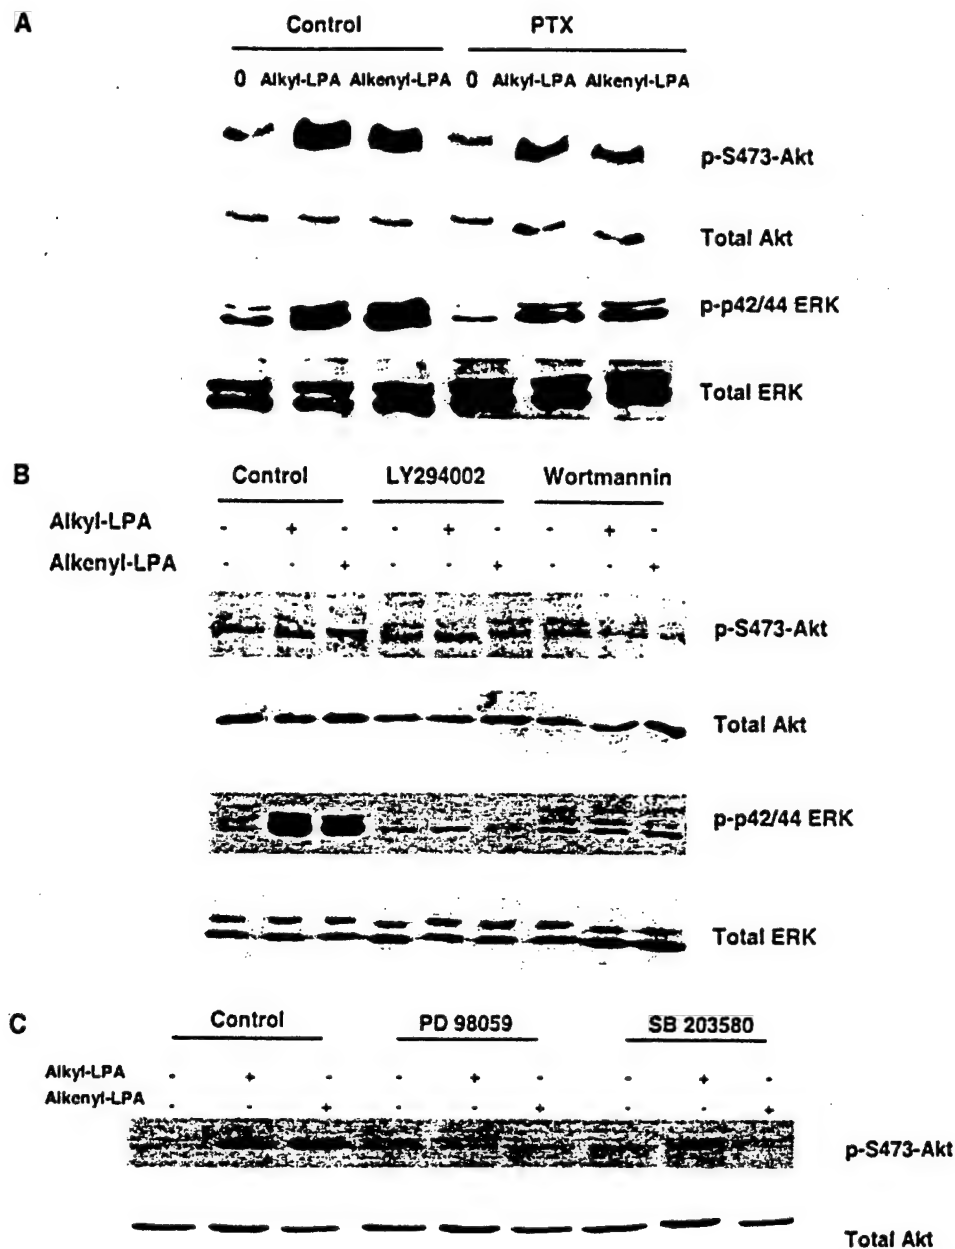 A
Control PTX
0 Alkyl-LPA Alkenyl-LPA 0 Alkyl-LPA Alkenyl-LPA
p-S473-Akt
Total Akt
p-p42/44 ERK
Total ERK
B
Control LY294002 Wortmannin
Alkyl-LPA - + - - + - - + -
Alkenyl-LPA - - + - - + - - +
p-S473-Akt
Total Akt
p-p42/44 ERK
Total ERK
C
Control PD 98059 SB 203580
Alkyl-LPA - + - - + - - + -
Alkenyl-LPA - - + - - + - - +
p-S473-Akt
Total Akt